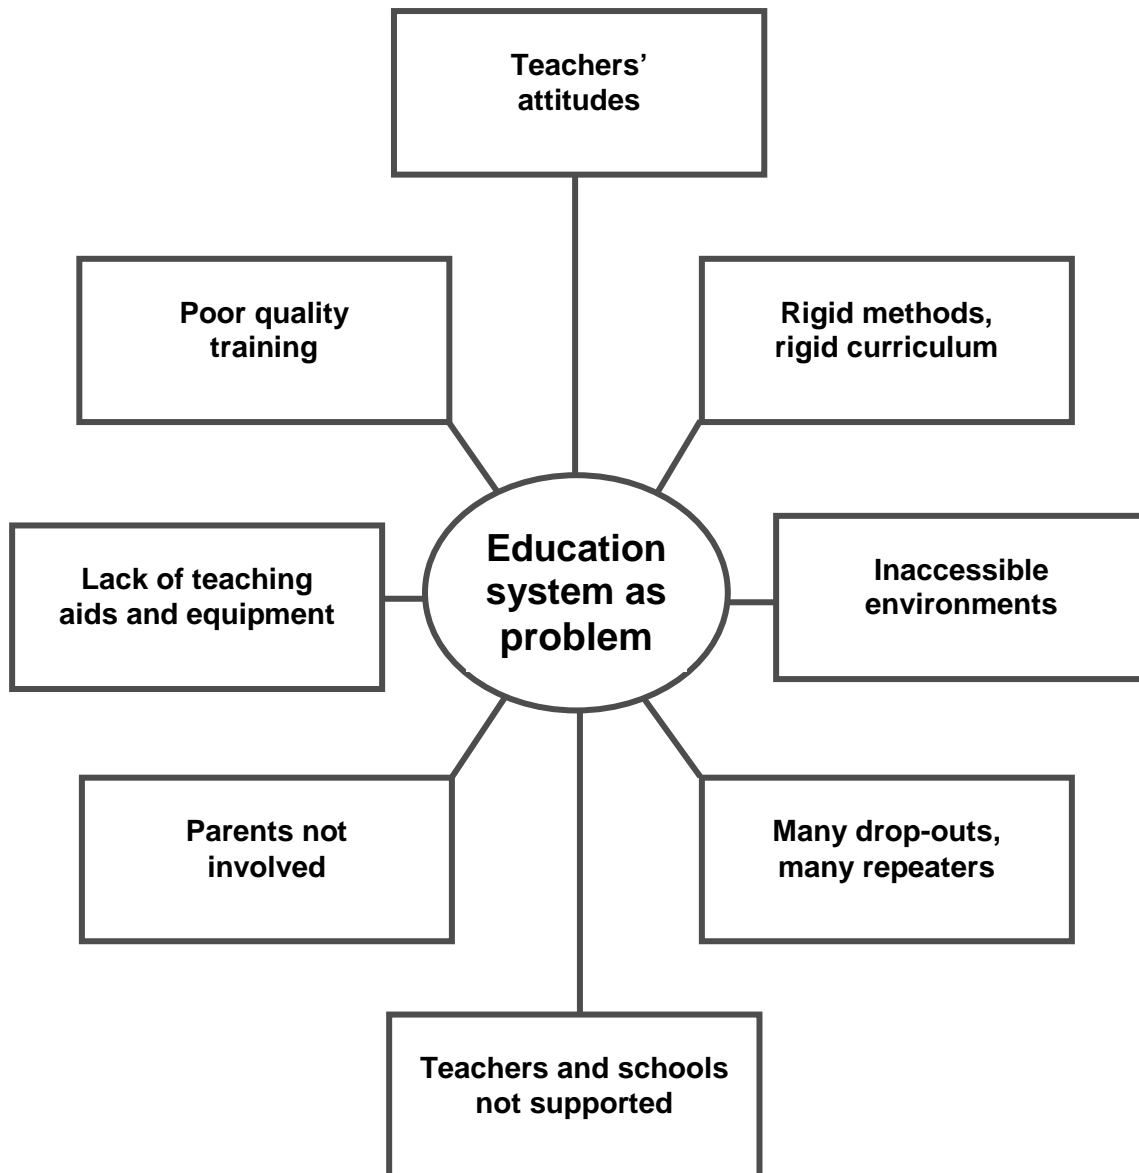 Teachers’
attitudes
Poor quality
training
Rigid methods,
rigid curriculum
Education
system as
problem
Lack of teaching
aids and equipment
Inaccessible
environments
Parents not
involved
Many drop-outs,
many repeaters
Teachers and schools
not supported